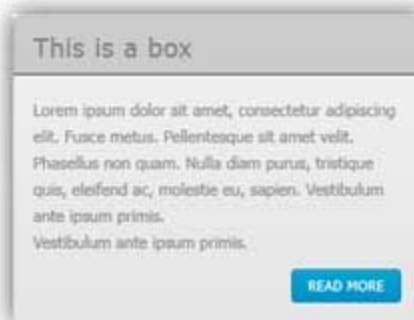 This is a box
Lorem ipsum dolor sit amet, consectetur adipiscing
elit. Fusce metus. Pellentesque sit amet velit.
Phasellus non quam. Nulla diam purus, tristique
quis, eleifend ac, molestie eu, sapien. Vestibulum
ante ipsum primis.
Vestibulum ante ipsum primis.
READ MORE